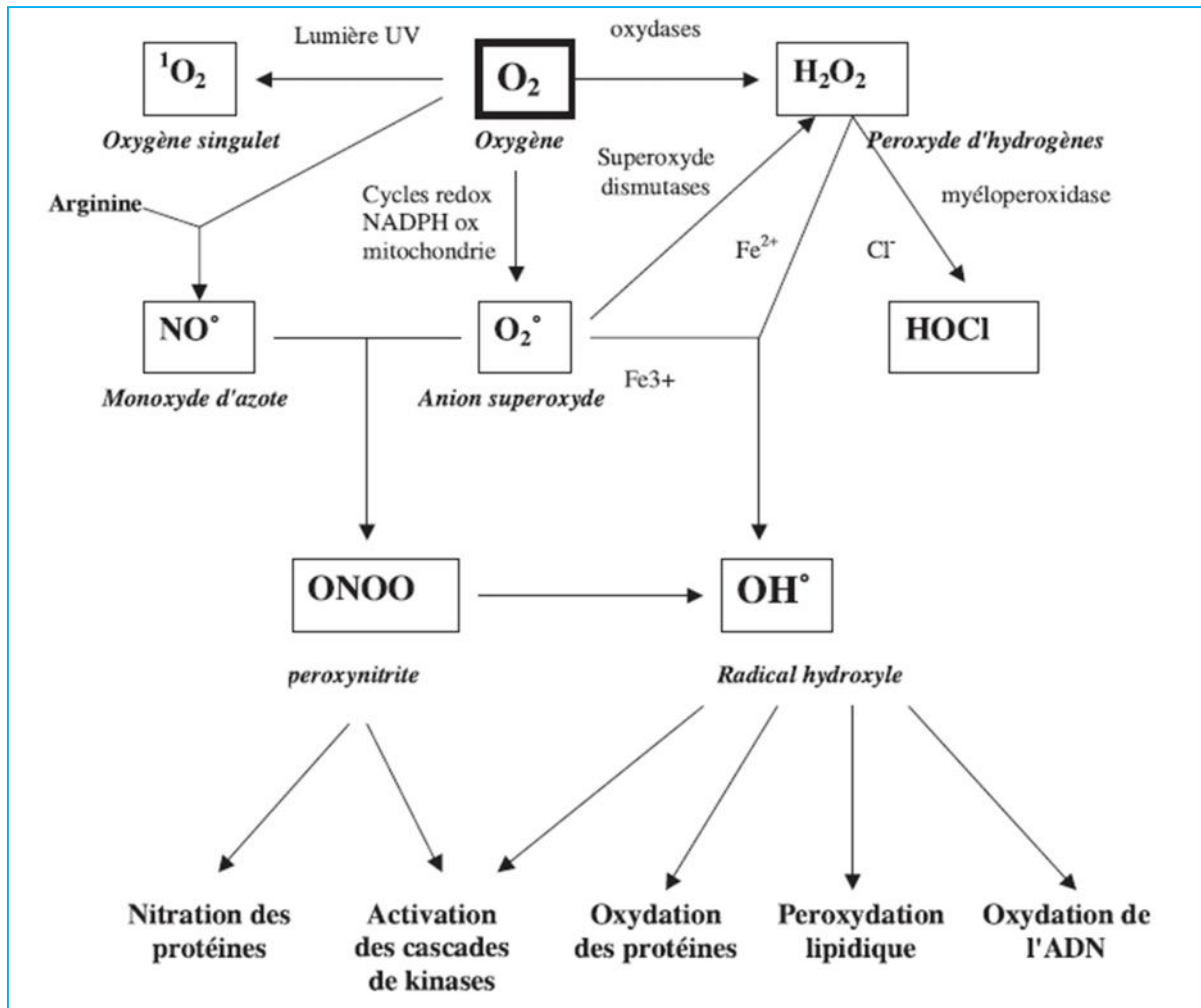 Lumière UV
oxydases
¹O₂
O₂
H₂O₂
Oxygène singulet
Oxygène
Peroxyde d'hydrogènes
Superoxyde
dismutases
Cycles redox
NADPH ox
mitochondrie
Arginine
myéloperoxidase
Fe²⁺
Cl⁻
NO°
O₂°
HOCl
Monoxyde d'azote
Anion superoxyde
Fe3+
ONOO
OH°
peroxynitrite
Radical hydroxyle
Nitration des
protéines
Activation
des cascades
de kinases
Oxydation
des protéines
Peroxydation
lipidique
Oxydation de
l'ADN